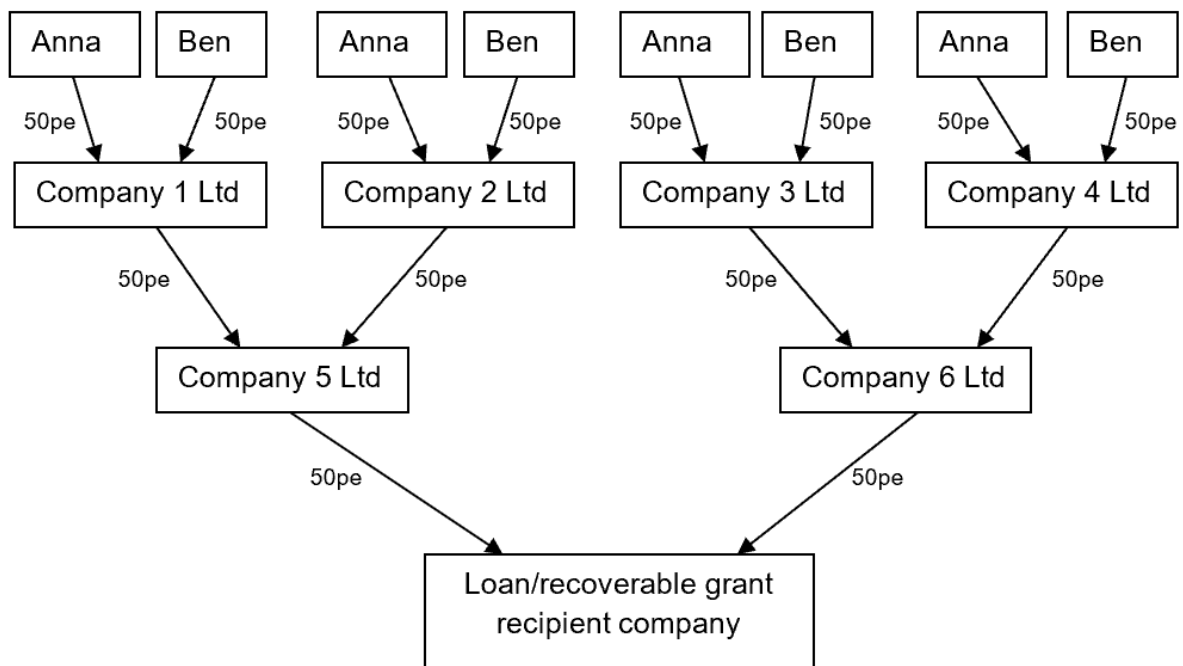 Anna
Ben
Anna
Ben
Anna
Ben
Anna
Ben
50pe
50pe
50pe
50pe
50pe
50pe
50pe
50pe
Company 1 Ltd
Company 2 Ltd
Company 3 Ltd
Company 4 Ltd
50pe
50pe
50pe
50pe
Company 5 Ltd
Company 6 Ltd
50pe
50pe
Loan/recoverable grant
recipient company